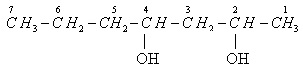 7 6 5 4 3 2 1
CH3-CH2-CH2-CH-CH2-CH-CH3
OH OH